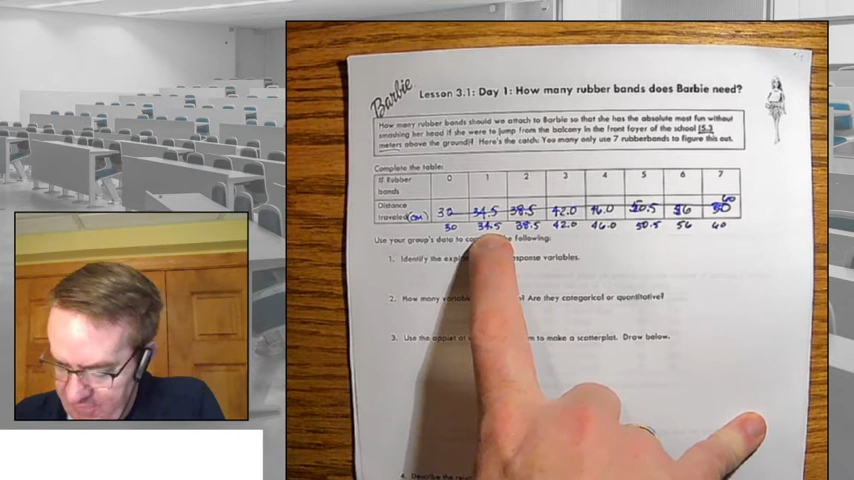 Barbie
Lesson 3.1: Day 1: How many rubber bands does Barbie need?
How many rubber bands should we attach to Barbie so that she has the absolute most fun without
smashing her head if she were to jump from the balcony in the front foyer of the school (5.3
meters above the ground)? Here's the catch: You many only use 7 rubberbands to figure this out.
Complete the table:
# Rubber bands 0 1 2 3 4 5 6 7
Distance traveled (cm) 30 34.5 38.5 42.0 46.0 50.5 56 60
30 34.5 38.5 42.0 46.0 50.5 56 60
Use your group's data to following:
1. Identify the response variables.
2. How many Are they categorical or quantitative?
3. Use the applet at to make a scatterplot. Draw below.
4. Describe the